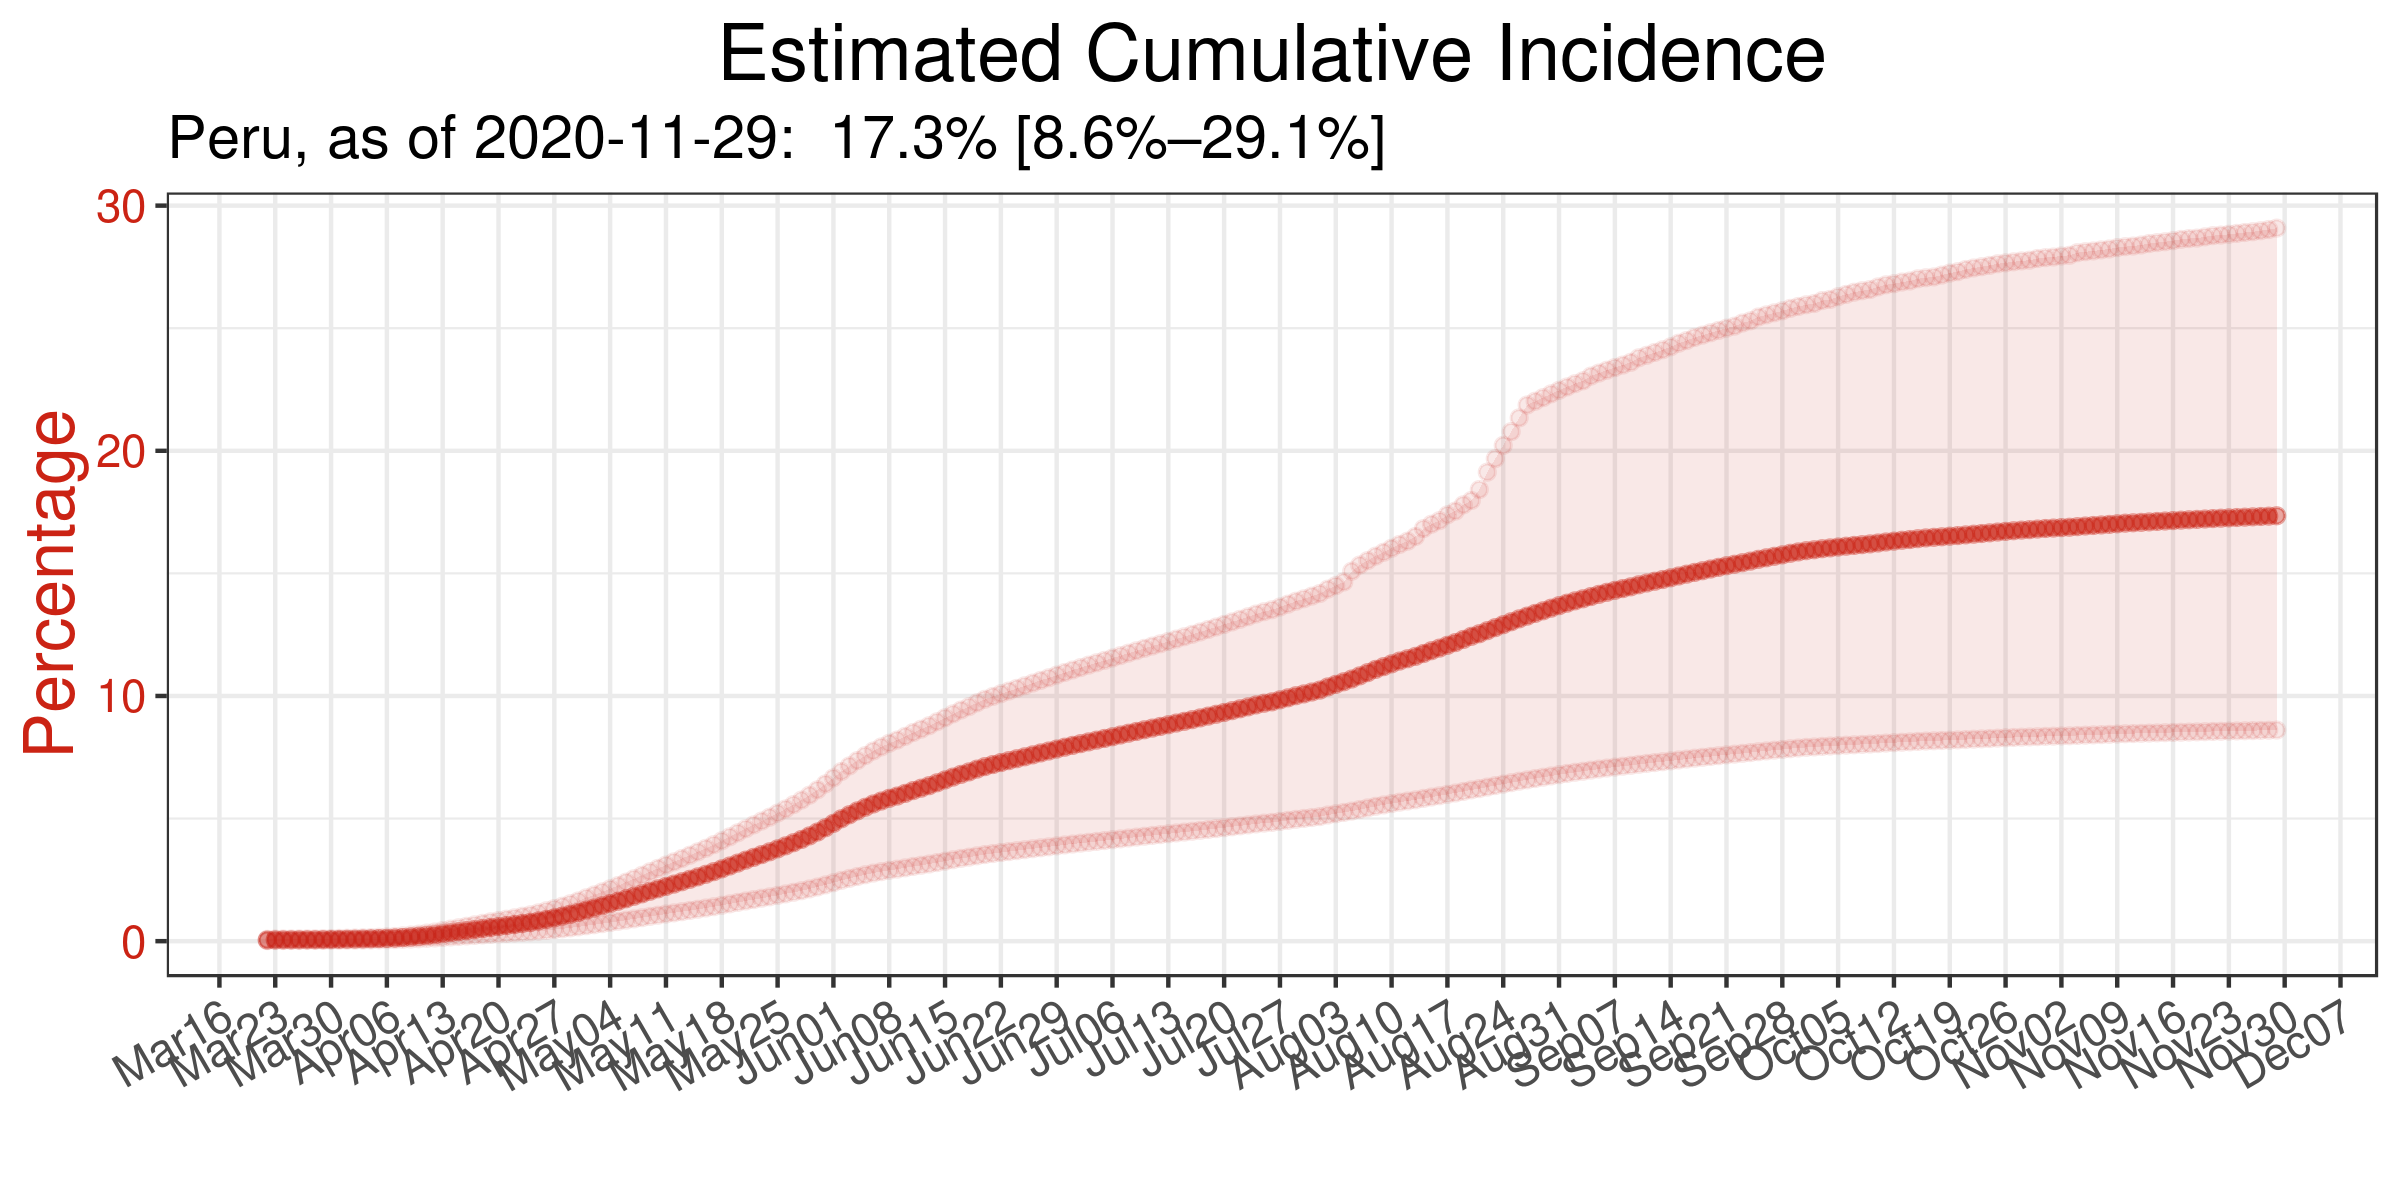 Estimated Cumulative Incidence
Peru, as of 2020-11-29:  17.3% [8.6%–29.1%]
Percentage
30
20
10
0
Mar16
Mar23
Mar30
Apr06
Apr13
Apr20
Apr27
May04
May11
May18
May25
Jun01
Jun08
Jun15
Jun22
Jun29
Jul06
Jul13
Jul20
Jul27
Aug03
Aug10
Aug17
Aug24
Aug31
Sep07
Sep14
Sep21
Sep28
Oct05
Oct12
Oct19
Oct26
Nov02
Nov09
Nov16
Nov23
Nov30
Dec07